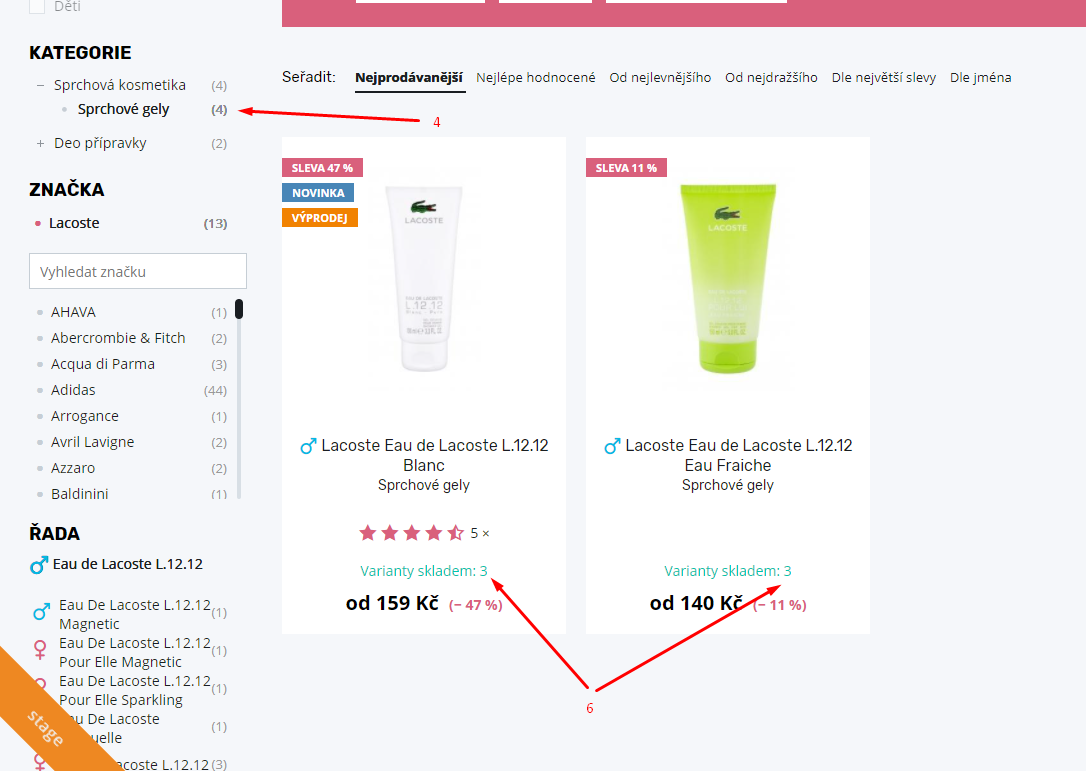 Děti
KATEGORIE
− Sprchová kosmetika (4)
Sprchové gely (4)
+ Deo přípravky (2)
ZNAČKA
Lacoste (13)
Vyhledat značku
AHAVA (1)
Abercrombie & Fitch (2)
Acqua di Parma (3)
Adidas (44)
Arrogance (1)
Avril Lavigne (2)
Azzaro (2)
Baldinini (1)
ŘADA
Eau de Lacoste L.12.12
Eau De Lacoste L.12.12 (1)
Magnetic
Eau De Lacoste L.12.12 (1)
Pour Elle Magnetic
Eau De Lacoste L.12.12 (1)
Pour Elle Sparkling
De Lacoste (1)
Lacoste L.12.12 (3)
stage
Seřadit: Nejprodávanější Nejlépe hodnocené Od nejlevnějšího Od nejdražšího Dle největší slevy Dle jména
4
SLEVA 47 %
NOVINKA
VÝPRODEJ
LACOSTE
L.12.12
Lacoste Eau de Lacoste L.12.12
Blanc
Sprchové gely
5 ×
Varianty skladem: 3
od 159 Kč (− 47 %)
SLEVA 11 %
LACOSTE
Lacoste Eau de Lacoste L.12.12
Eau Fraiche
Sprchové gely
Varianty skladem: 3
od 140 Kč (− 11 %)
6